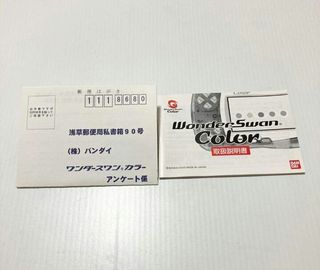 郵便はがき
1118680
浅草郵便局私書箱90号
(株) バンダイ
ワンダースワンカラー
アンケート係
WonderSwan
Color
取扱説明書
BAN
DAI